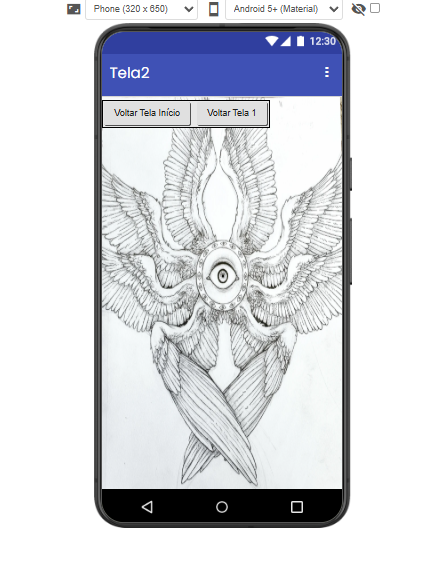 Phone (320 x 650) Android 5+ (Material)
12:30
Tela2
Voltar Tela Início Voltar Tela 1